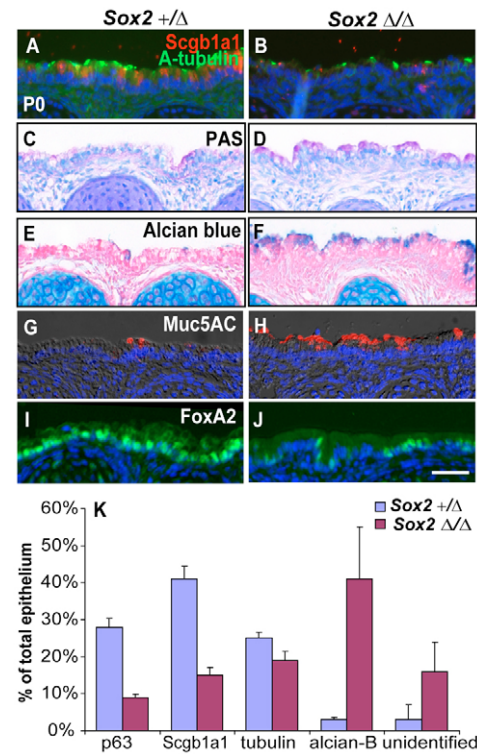 Sox2 +/Δ Sox2 Δ/Δ
A Scgb1a1 B
A-tubulin
P0
C PAS D
E Alcian blue F
G Muc5AC H
I FoxA2 J
60% K Sox2 +/Δ
50% Sox2 Δ/Δ
40%
30%
20%
10%
0%
% of total epithelium
p63 Scgb1a1 tubulin alcian-B unidentified